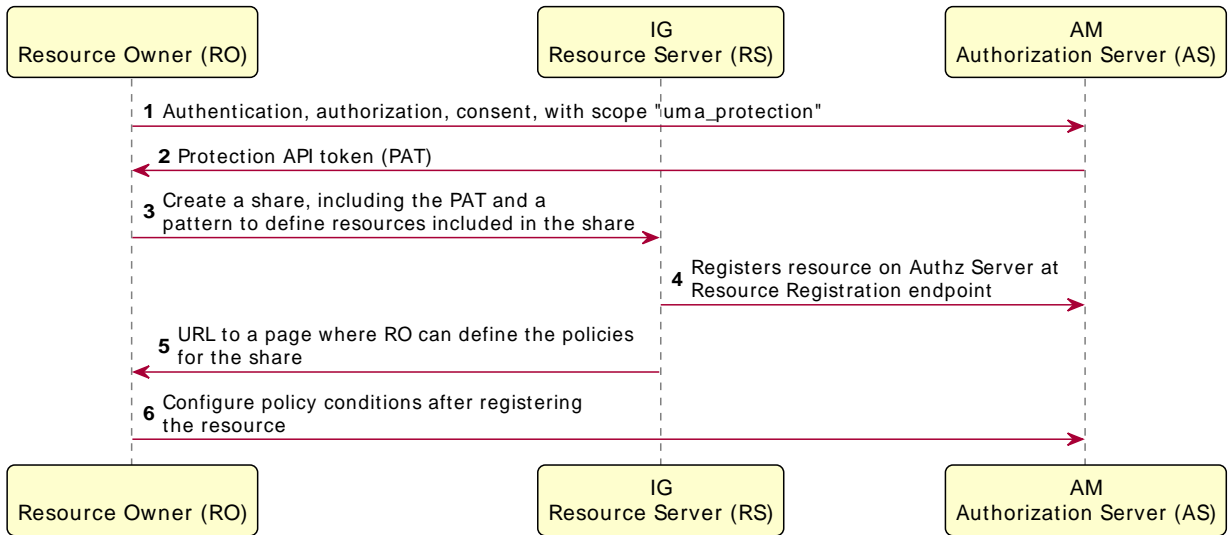 Resource Owner (RO)
IG
Resource Server (RS)
AM
Authorization Server (AS)
1 Authentication, authorization, consent, with scope "uma_protection"
2 Protection API token (PAT)
3 Create a share, including the PAT and a
pattern to define resources included in the share
4 Registers resource on Authz Server at
Resource Registration endpoint
5 URL to a page where RO can define the policies
for the share
6 Configure policy conditions after registering
the resource
Resource Owner (RO)
IG
Resource Server (RS)
AM
Authorization Server (AS)